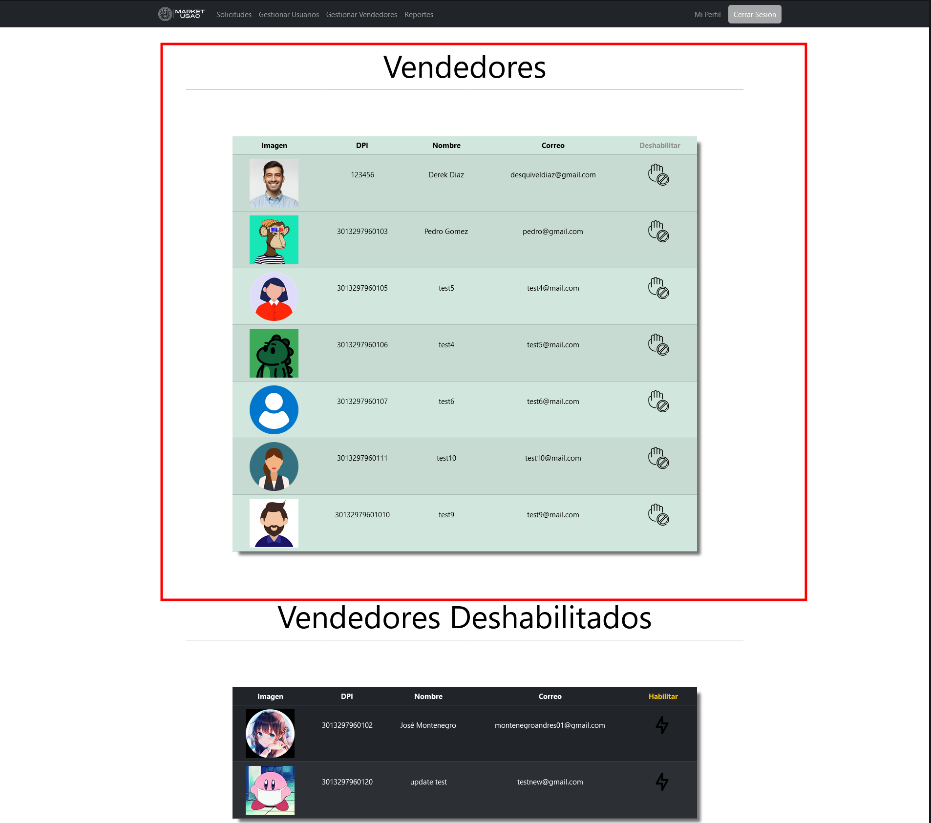 MARKET
USAO
Solicitudes Gestionar Usuarios Gestionar Vendedores Reportes Mi Perfil Cerrar Sesión
Vendedores
Imagen DPI Nombre Correo Deshabilitar
123456 Derek Diaz desquiveldiaz@gmail.com
3013297960103 Pedro Gomez pedro@gmail.com
3013297960105 test5 test4@mail.com
3013297960106 test4 test5@mail.com
3013297960107 test6 test6@mail.com
3013297960111 test10 test10@mail.com
30132979601010 test9 test9@mail.com
Vendedores Deshabilitados
Imagen DPI Nombre Correo Habilitar
3013297960102 José Montenegro montenegroandres01@gmail.com
3013297960120 update test testnew@gmail.com